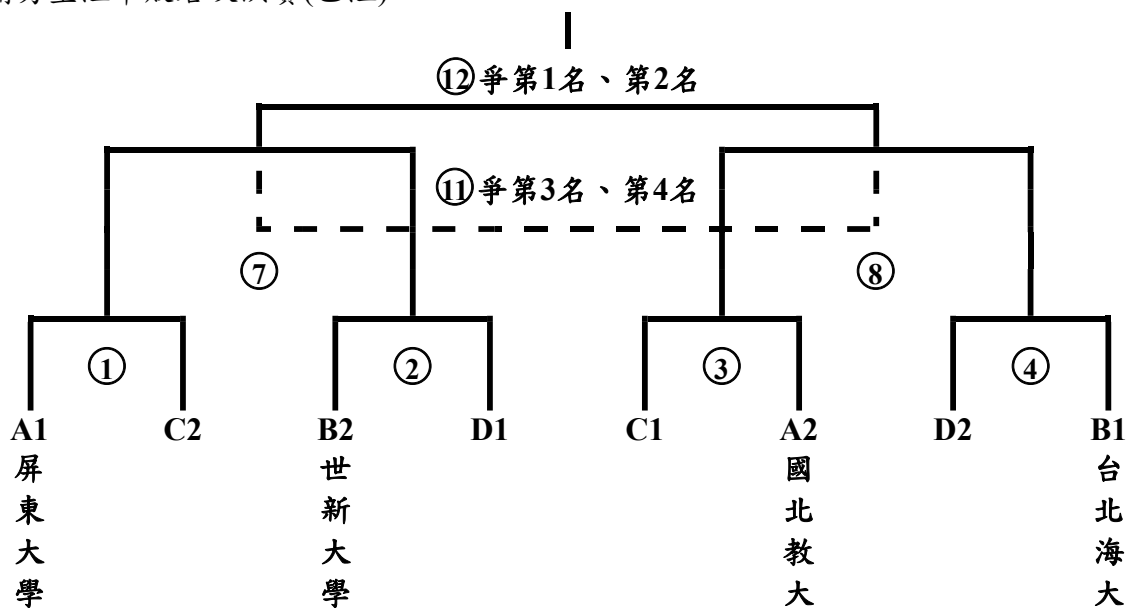 ⑫爭第1名、第2名
⑪爭第3名、第4名
⑦ ⑧
① ② ③ ④
A1 C2 B2 D1 C1 A2 D2 B1
屏東大學 世新大學 國北教大 台北海大